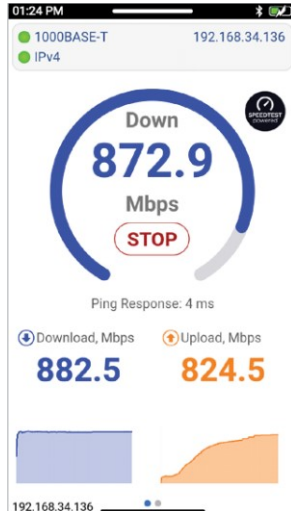 01:24 PM
1000BASE-T 192.168.34.136
IPv4
SPEEDTEST
powered
Down
872.9
Mbps
STOP
Ping Response: 4 ms
Download, Mbps Upload, Mbps
882.5 824.5
192.168.34.136